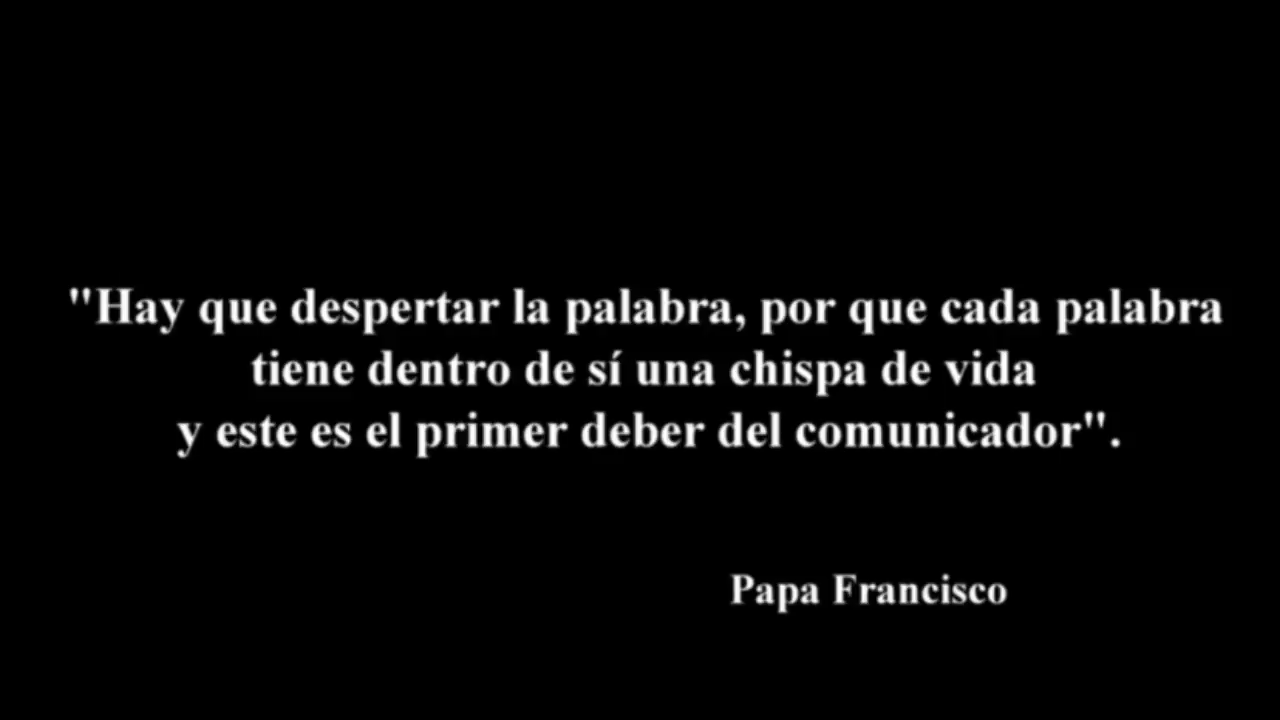 "Hay que despertar la palabra, por que cada palabra
tiene dentro de sí una chispa de vida
y este es el primer deber del comunicador".
Papa Francisco